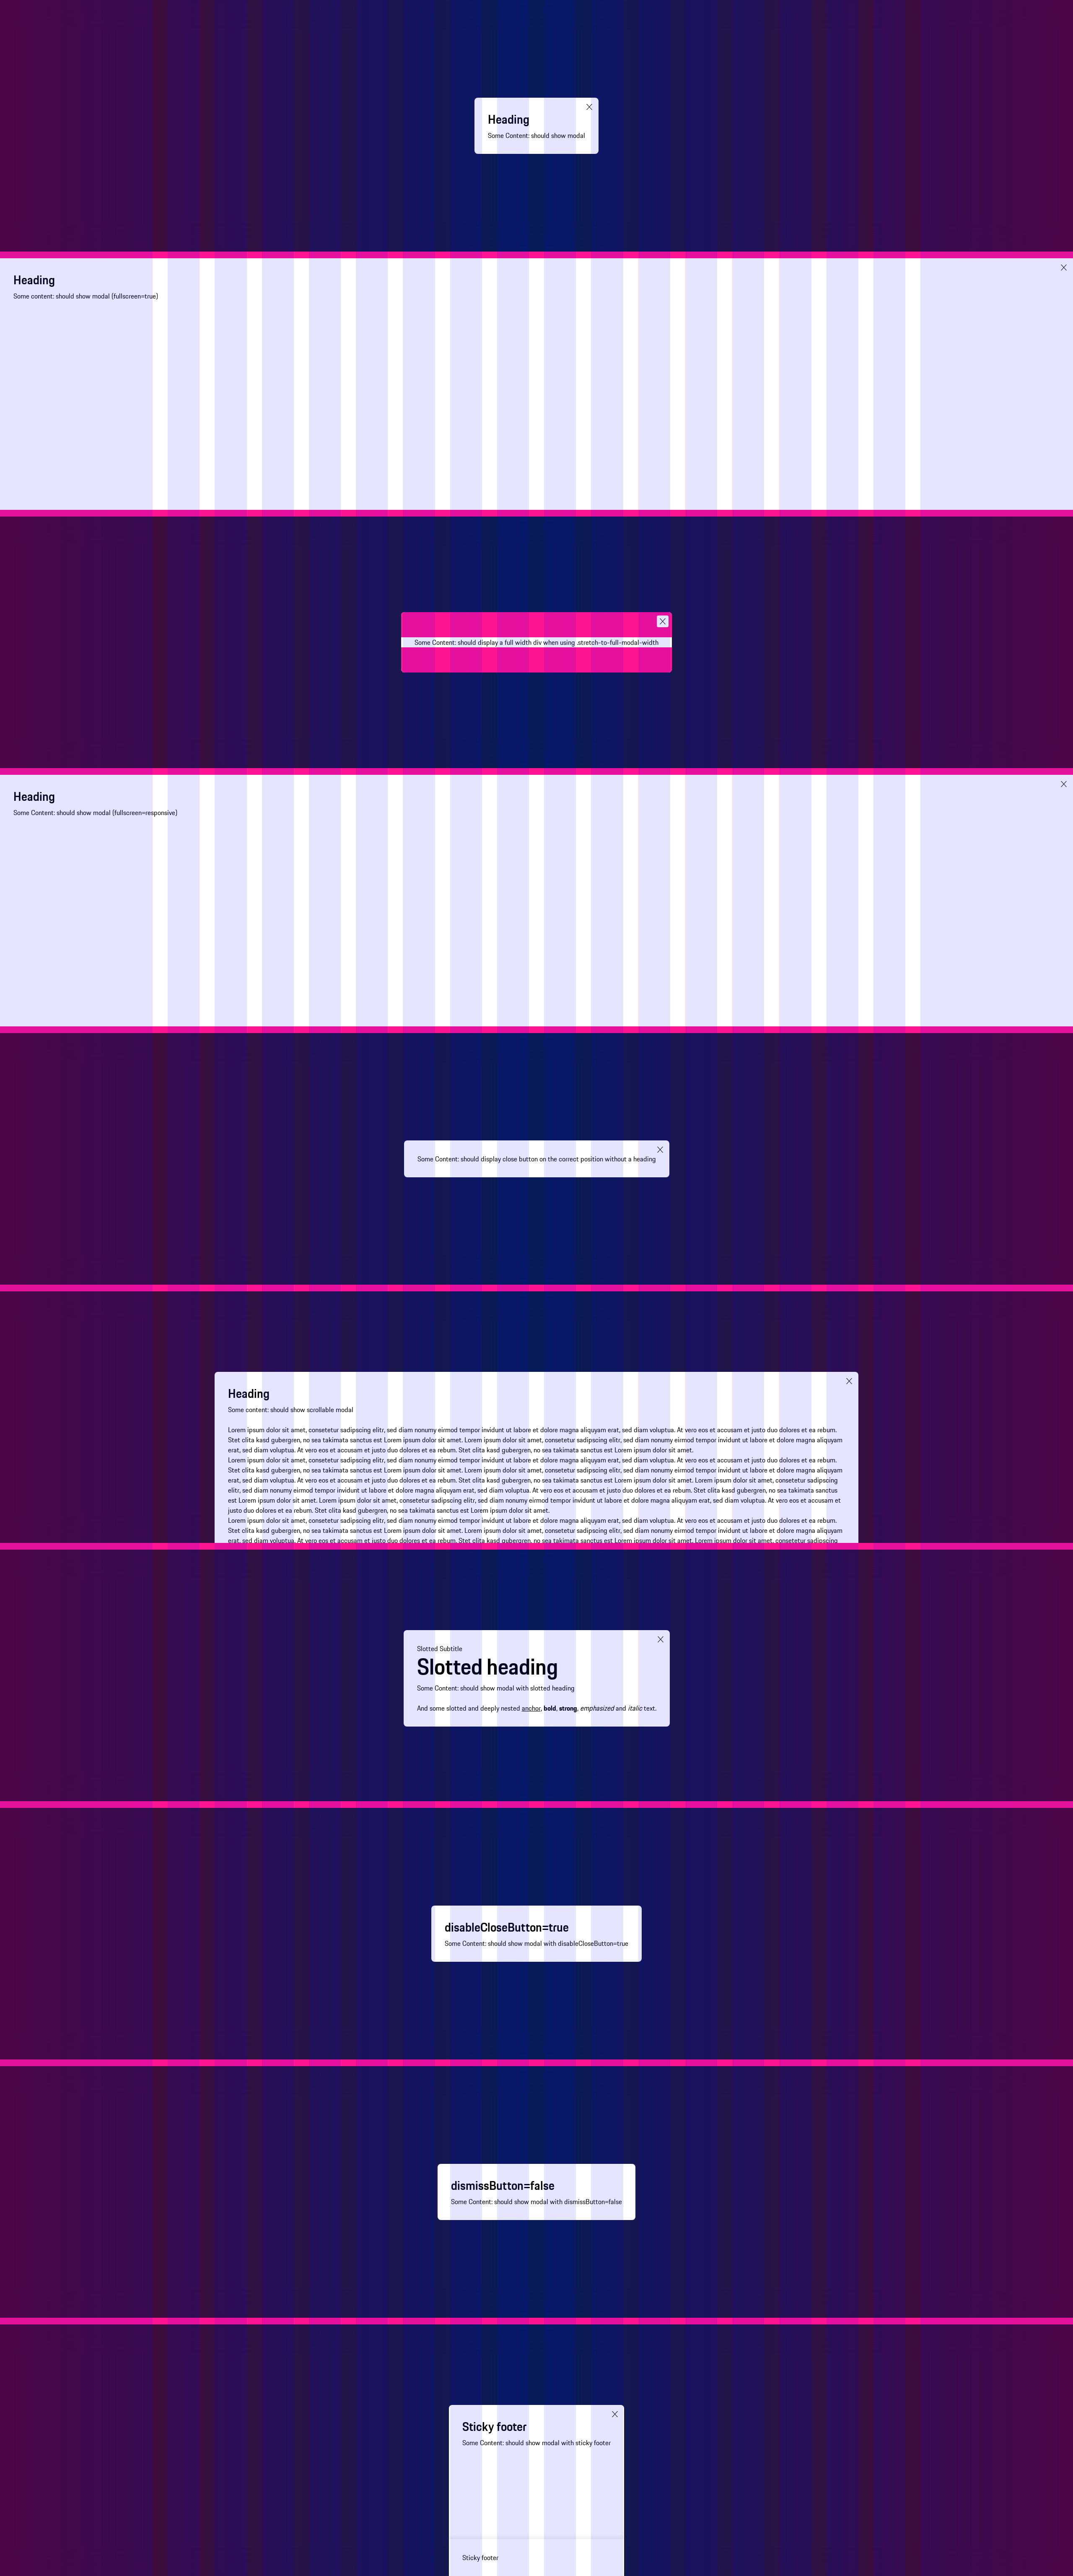 Heading
Some Content: should show modal
Heading
Some content: should show modal (fullscreen=true)
Some Content: should display a full width div when using .stretch-to-full-modal-width
Heading
Some Content: should show modal (fullscreen=responsive)
Some Content: should display close button on the correct position without a heading
Heading
Some content: should show scrollable modal
Lorem ipsum dolor sit amet, consetetur sadipscing elitr, sed diam nonumy eirmod tempor invidunt ut labore et dolore magna aliquyam erat, sed diam voluptua. At vero eos et accusam et justo duo dolores et ea rebum.
Stet clita kasd gubergren, no sea takimata sanctus est Lorem ipsum dolor sit amet. Lorem ipsum dolor sit amet, consetetur sadipscing elitr, sed diam nonumy eirmod tempor invidunt ut labore et dolore magna aliquyam
erat, sed diam voluptua. At vero eos et accusam et justo duo dolores et ea rebum. Stet clita kasd gubergren, no sea takimata sanctus est Lorem ipsum dolor sit amet.
Lorem ipsum dolor sit amet, consetetur sadipscing elitr, sed diam nonumy eirmod tempor invidunt ut labore et dolore magna aliquyam erat, sed diam voluptua. At vero eos et accusam et justo duo dolores et ea rebum.
Stet clita kasd gubergren, no sea takimata sanctus est Lorem ipsum dolor sit amet. Lorem ipsum dolor sit amet, consetetur sadipscing elitr, sed diam nonumy eirmod tempor invidunt ut labore et dolore magna aliquyam
erat, sed diam voluptua. At vero eos et accusam et justo duo dolores et ea rebum. Stet clita kasd gubergren, no sea takimata sanctus est Lorem ipsum dolor sit amet. Lorem ipsum dolor sit amet, consetetur sadipscing
elitr, sed diam nonumy eirmod tempor invidunt ut labore et dolore magna aliquyam erat, sed diam voluptua. At vero eos et accusam et justo duo dolores et ea rebum. Stet clita kasd gubergren, no sea takimata sanctus
est Lorem ipsum dolor sit amet. Lorem ipsum dolor sit amet, consetetur sadipscing elitr, sed diam nonumy eirmod tempor invidunt ut labore et dolore magna aliquyam erat, sed diam voluptua. At vero eos et accusam et
justo duo dolores et ea rebum. Stet clita kasd gubergren, no sea takimata sanctus est Lorem ipsum dolor sit amet.
Lorem ipsum dolor sit amet, consetetur sadipscing elitr, sed diam nonumy eirmod tempor invidunt ut labore et dolore magna aliquyam erat, sed diam voluptua. At vero eos et accusam et justo duo dolores et ea rebum.
Stet clita kasd gubergren, no sea takimata sanctus est Lorem ipsum dolor sit amet. Lorem ipsum dolor sit amet, consetetur sadipscing elitr, sed diam nonumy eirmod tempor invidunt ut labore et dolore magna aliquyam
erat, sed diam voluptua. At vero eos et accusam et justo duo dolores et ea rebum. Stet clita kasd gubergren, no sea takimata sanctus est Lorem ipsum dolor sit amet. Lorem ipsum dolor sit amet, consetetur sadipscing
Slotted Subtitle
Slotted heading
Some Content: should show modal with slotted heading
And some slotted and deeply nested anchor, bold, strong, emphasized and italic text.
disableCloseButton=true
Some Content: should show modal with disableCloseButton=true
dismissButton=false
Some Content: should show modal with dismissButton=false
Sticky footer
Some Content: should show modal with sticky footer
Sticky footer